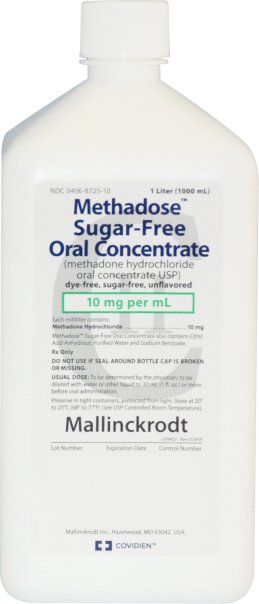 NDC 0406-8725-10 1 Liter (1000 mL)
Methadose™
Sugar-Free
Oral Concentrate
(methadone hydrochloride
oral concentrate USP)
dye-free, sugar-free, unflavored
10 mg per mL
Each milliliter contains:
Methadone Hydrochloride ........................ 10 mg
Methadose™ Sugar-Free Oral Concentrate also contains Citric
Acid Anhydrous, Purified Water and Sodium Benzoate.
Rx Only
DO NOT USE IF SEAL AROUND BOTTLE CAP IS BROKEN
OR MISSING.
USUAL DOSE: To be determined by the physician; to be
diluted with water or other liquid to 30 mL (1 fl. oz.) or more
before oral administration.
Preserve in tight containers, protected from light. Store at 20°
to 25°C (68° to 77°F) [see USP Controlled Room Temperature].
Mallinckrodt
Lot Number Expiration Date Control Number
Mallinckrodt Inc., Hazelwood, MO 63042 USA.
COVIDIEN™